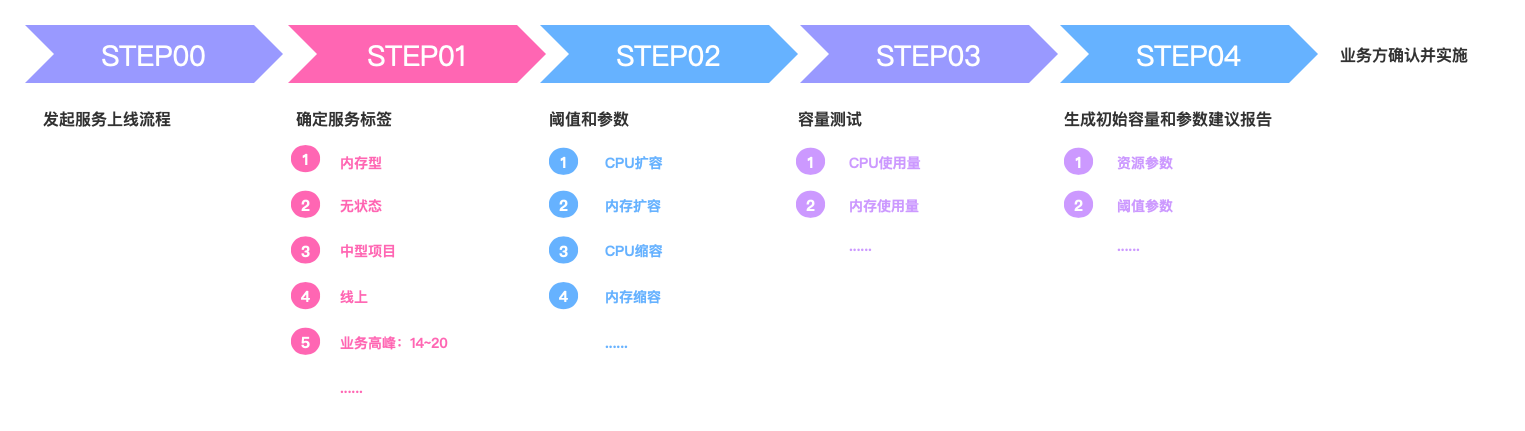 STEP00
STEP01
STEP02
STEP03
STEP04
业务方确认并实施
发起服务上线流程
确定服务标签
1 内存型
2 无状态
3 中型项目
4 线上
5 业务高峰：14~20
......
阈值和参数
1 CPU扩容
2 内存扩容
3 CPU缩容
4 内存缩容
......
容量测试
1 CPU使用量
2 内存使用量
......
生成初始容量和参数建议报告
1 资源参数
2 阈值参数
......